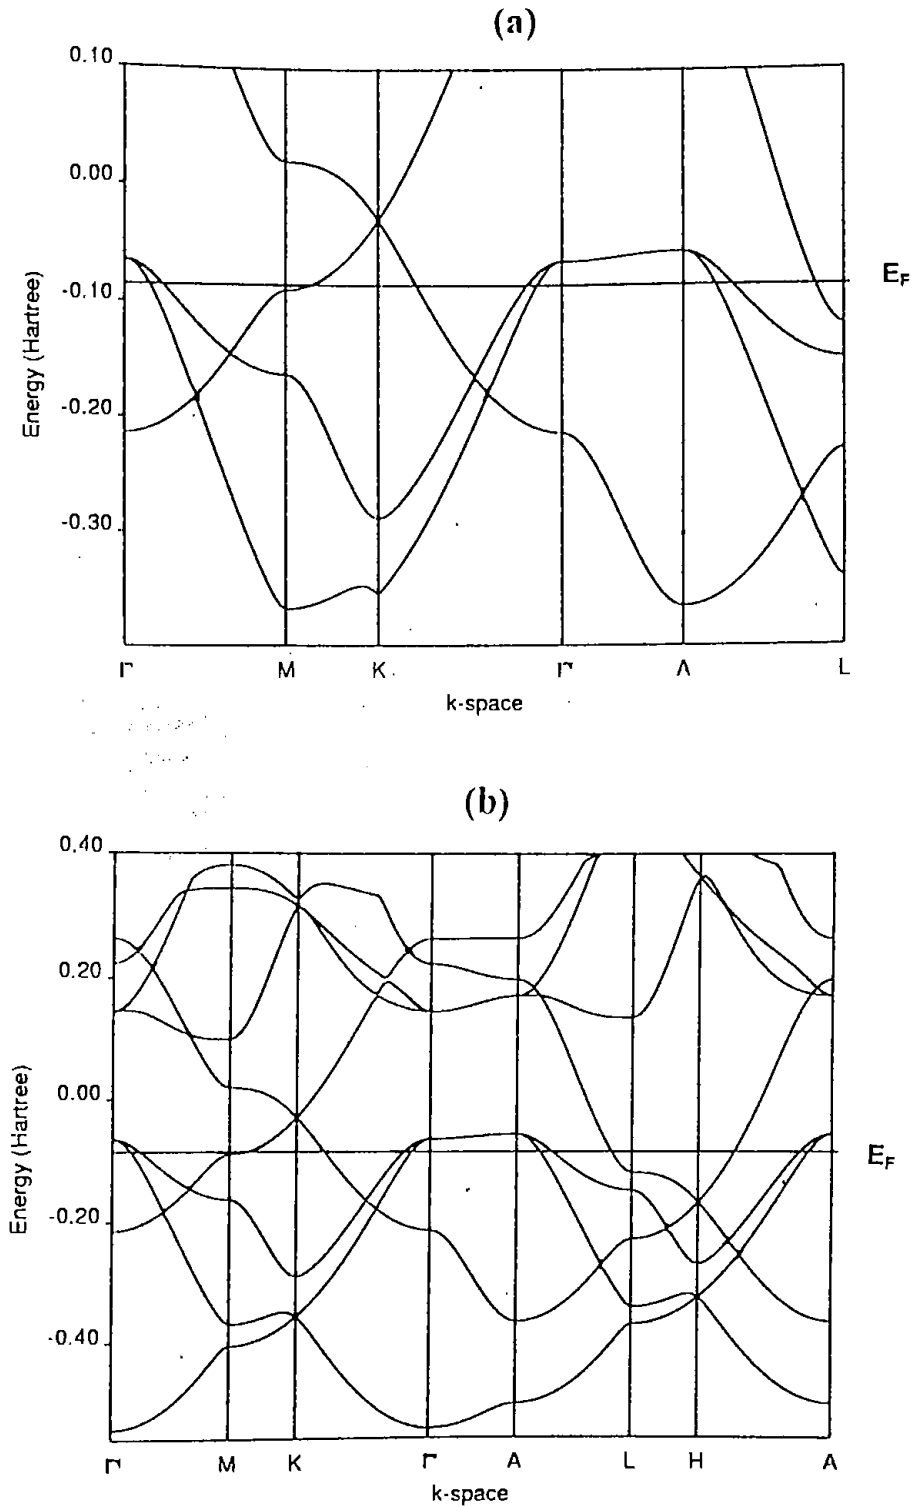 (a)
0.10
0.00
-0.10
-0.20
-0.30
Energy (Hartree)
E_F
Γ M K Γ A L
k-space
(b)
0.40
0.20
0.00
-0.20
-0.40
Energy (Hartree)
E_F
Γ M K Γ A L H A
k-space